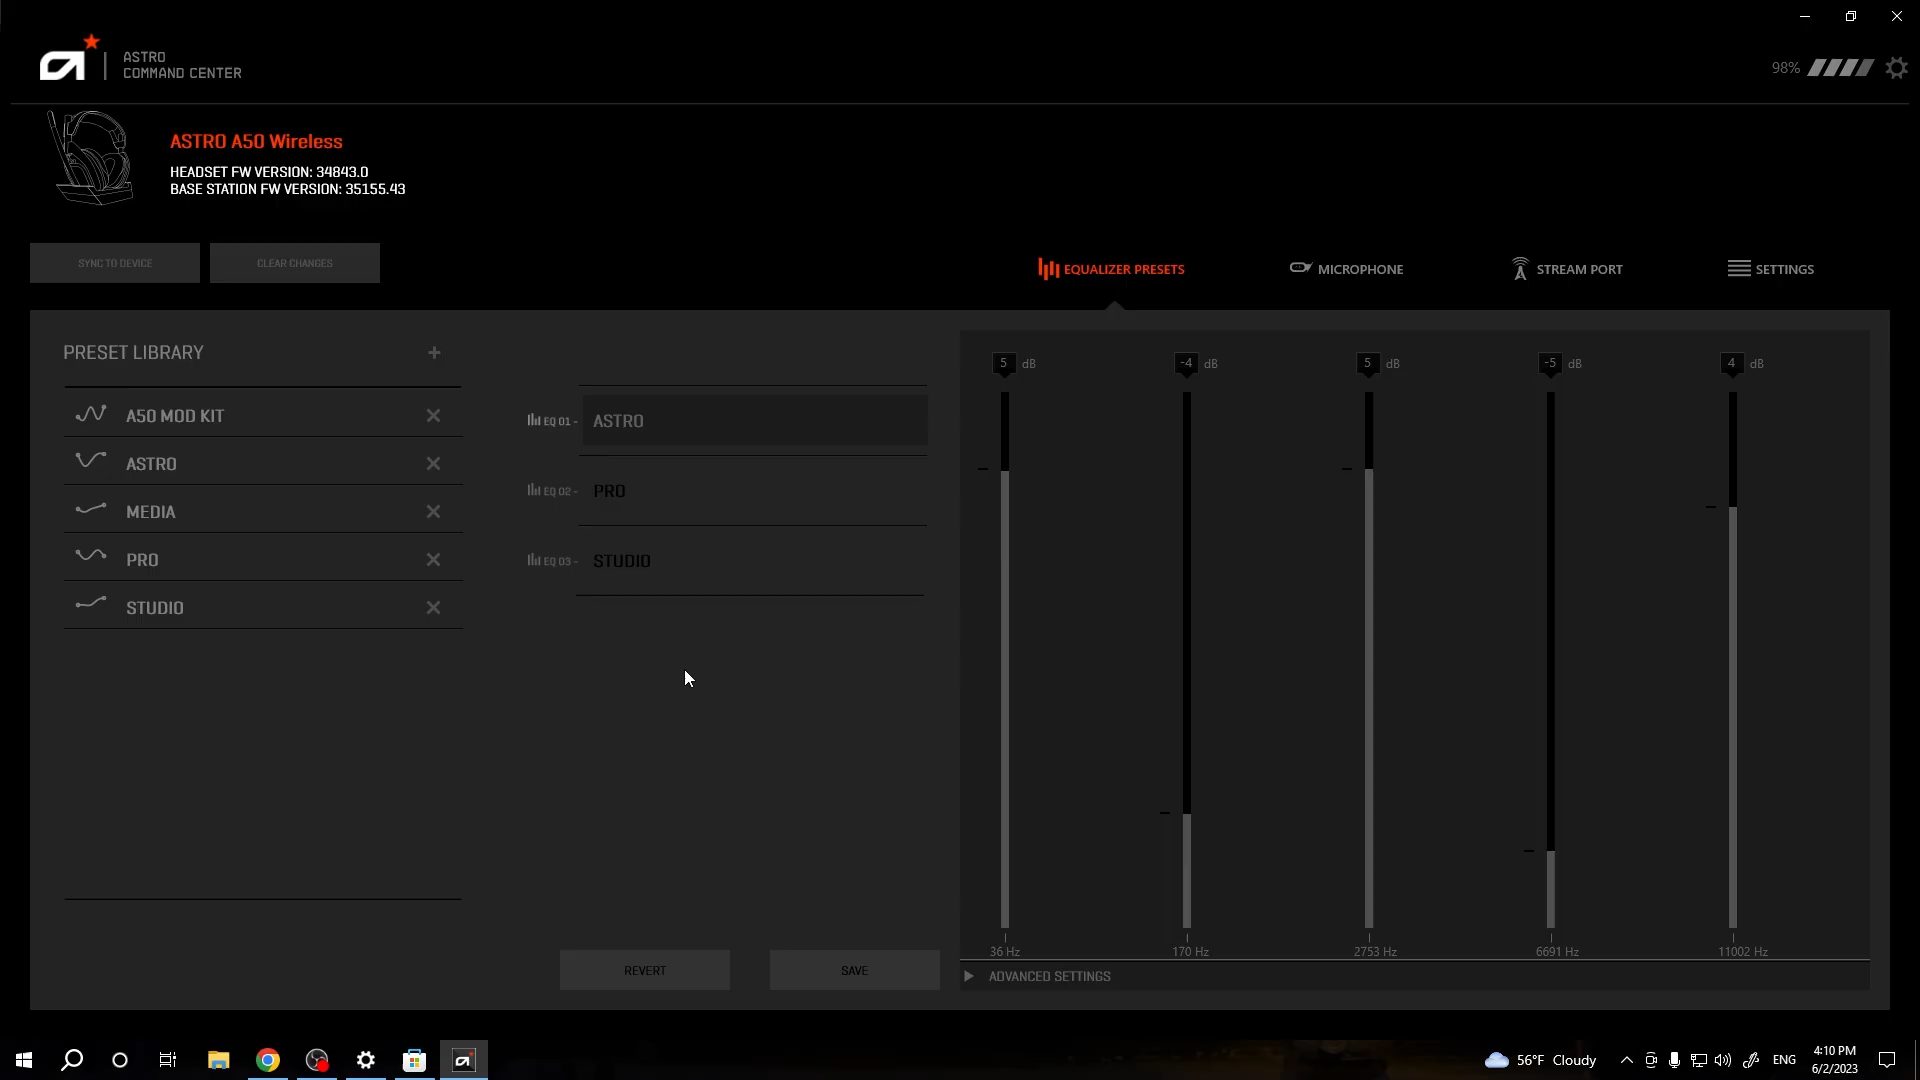 ASTRO
COMMAND CENTER
98%
ASTRO A50 Wireless
HEADSET FW VERSION: 34843.0
BASE STATION FW VERSION: 35155.43
SYNC TO DEVICE
CLEAR CHANGES
EQUALIZER PRESETS
MICROPHONE
STREAM PORT
SETTINGS
PRESET LIBRARY
A50 MOD KIT
ASTRO
MEDIA
PRO
STUDIO
EQ 01 - ASTRO
EQ 02 - PRO
EQ 03 - STUDIO
REVERT
SAVE
5 dB
-4 dB
5 dB
-5 dB
4 dB
36 Hz
170 Hz
2753 Hz
6691 Hz
11002 Hz
ADVANCED SETTINGS
56°F Cloudy
ENG
4:10 PM
6/2/2023